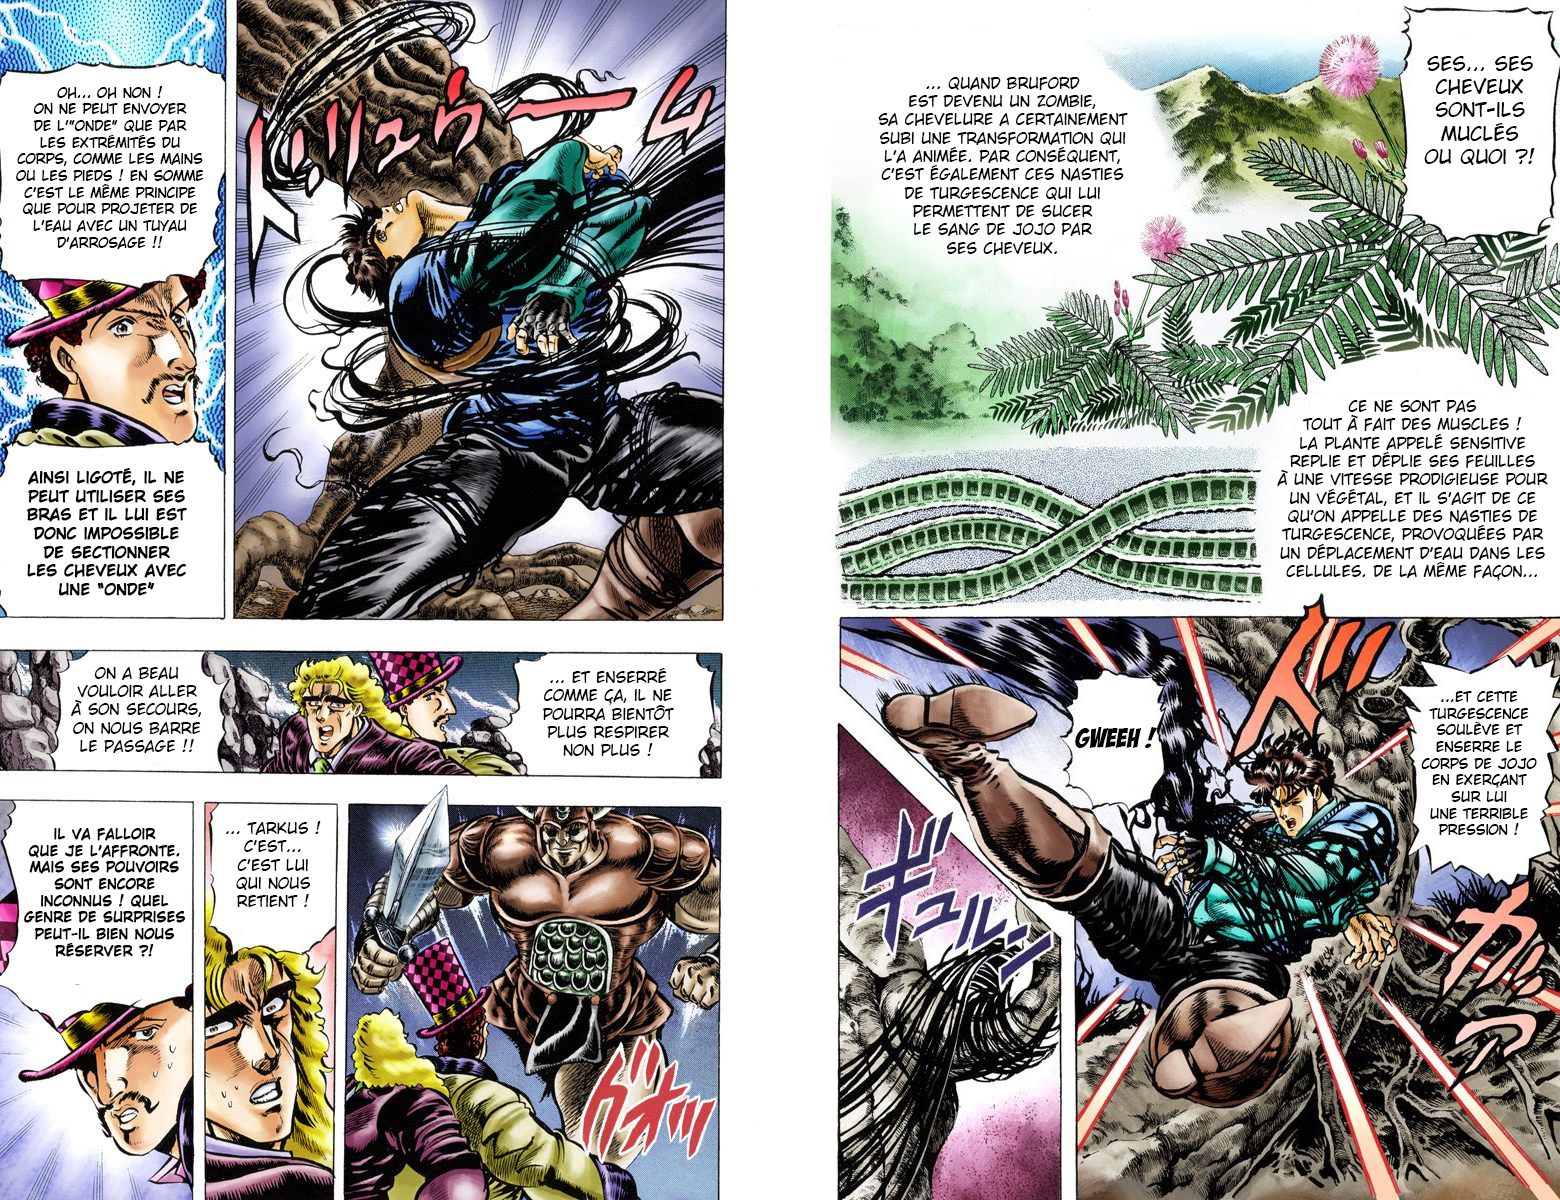 SES... SES
CHEVEUX
SONT-ILS
MUCLÉS
OU QUOI ?!
CE NE SONT PAS
TOUT À FAIT DES MUSCLES !
LA PLANTE APPELÉ SENSITIVE
REPLIE ET DÉPLIE SES FEUILLES
À UNE VITESSE PRODIGIEUSE POUR
UN VÉGÉTAL, ET IL S'AGIT DE CE
QU'ON APPELLE DES NASTIES DE
TURGESCENCE, PROVOQUÉES PAR
UN DÉPLACEMENT D'EAU DANS LES
CELLULES. DE LA MÊME FAÇON...
... QUAND BRUFORD
EST DEVENU UN ZOMBIE,
SA CHEVELURE A CERTAINEMENT
SUBI UNE TRANSFORMATION QUI
L'A ANIMÉE. PAR CONSÉQUENT,
C'EST ÉGALEMENT CES NASTIES
DE TURGESCENCE QUI LUI
PERMETTENT DE SUCER
LE SANG DE JOJO PAR
SES CHEVEUX.
...ET CETTE
TURGESCENCE
SOULÈVE ET
ENSERRE LE
CORPS DE JOJO
EN EXERÇANT
SUR LUI
UNE TERRIBLE
PRESSION !
GWEEH !
ギュルン
ズリュウーム
OH... OH NON !
ON NE PEUT ENVOYER
DE L'"ONDE" QUE PAR
LES EXTRÉMITÉS DU
CORPS, COMME LES MAINS
OU LES PIEDS ! EN SOMME
C'EST LE MÊME PRINCIPE
QUE POUR PROJETER DE
L'EAU AVEC UN TUYAU
D'ARROSAGE !!
AINSI LIGOTÉ, IL NE
PEUT UTILISER SES
BRAS ET IL LUI EST
DONC IMPOSSIBLE
DE SECTIONNER
LES CHEVEUX AVEC
UNE "ONDE"
... ET ENSERRÉ
COMME ÇA, IL NE
POURRA BIENTÔT
PLUS RESPIRER
NON PLUS !
ON A BEAU
VOULOIR ALLER
À SON SECOURS,
ON NOUS BARRE
LE PASSAGE !!
グオッ
... TARKUS !
C'EST...
C'EST LUI
QUI NOUS
RETIENT !
IL VA FALLOIR
QUE JE L'AFFRONTE,
MAIS SES POUVOIRS
SONT ENCORE
INCONNUS ! QUEL
GENRE DE SURPRISES
PEUT-IL BIEN NOUS
RÉSERVER ?!